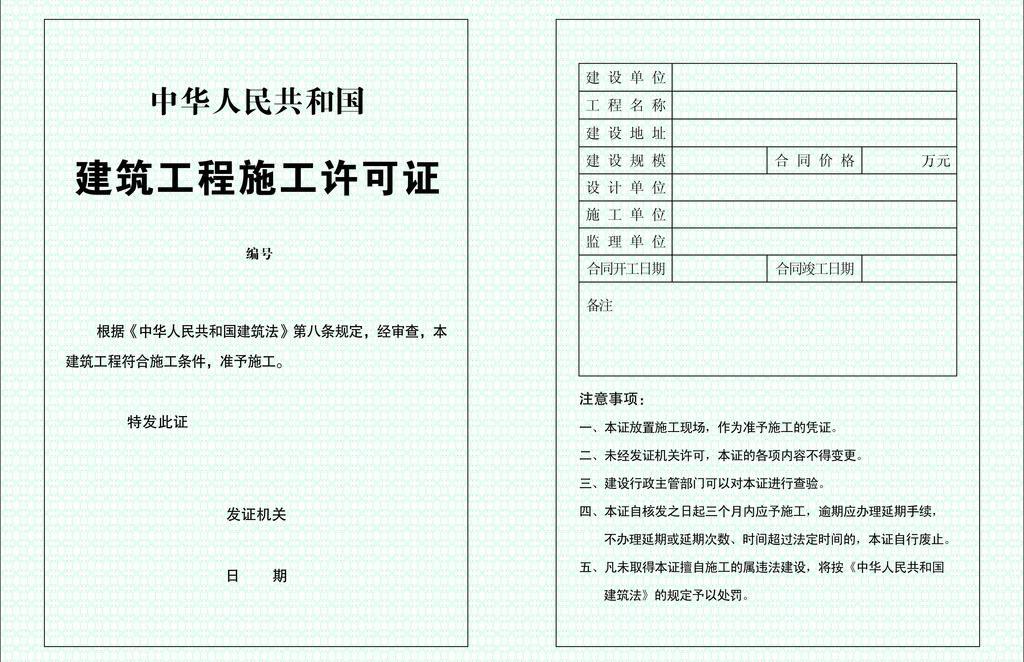 中华人民共和国
建筑工程施工许可证
编号
根据《中华人民共和国建筑法》第八条规定，经审查，本
建筑工程符合施工条件，准予施工。
特发此证
发证机关
日 期
建设单位
工程名称
建设地址
建设规模 合同价格 万元
设计单位
施工单位
监理单位
合同开工日期 合同竣工日期
备注
注意事项：
一、本证放置施工现场，作为准予施工的凭证。
二、未经发证机关许可，本证的各项内容不得变更。
三、建设行政主管部门可以对本证进行查验。
四、本证自核发之日起三个月内应予施工，逾期应办理延期手续，
不办理延期或延期次数、时间超过法定时间的，本证自行废止。
五、凡未取得本证擅自施工的属违法建设，将按《中华人民共和国
建筑法》的规定予以处罚。